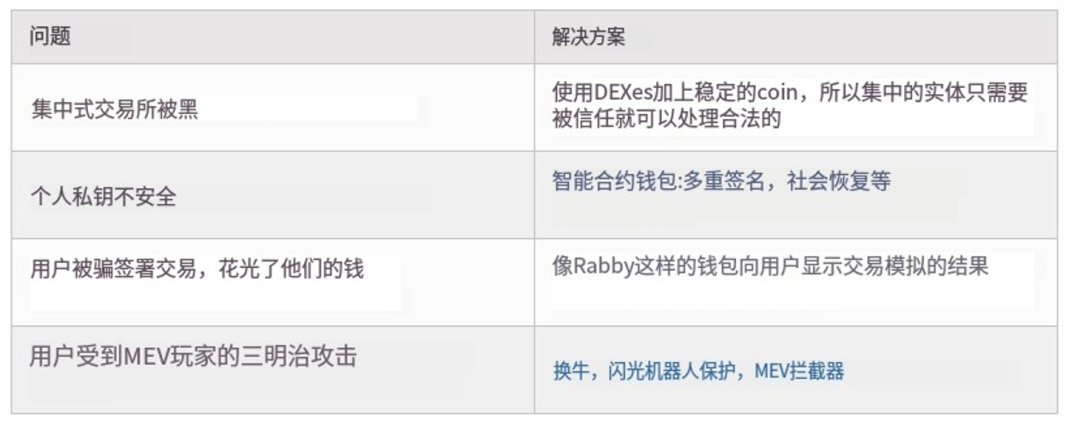 问题
解决方案
集中式交易所被黑
使用DEXes加上稳定的coin，所以集中的实体只需要
被信任就可以处理合法的
个人私钥不安全
智能合约钱包:多重签名，社会恢复等
用户被骗签署交易，花光了他们的钱
像Rabby这样的钱包向用户显示交易模拟的结果
用户受到MEV玩家的三明治攻击
换牛，闪光机器人保护，MEV拦截器